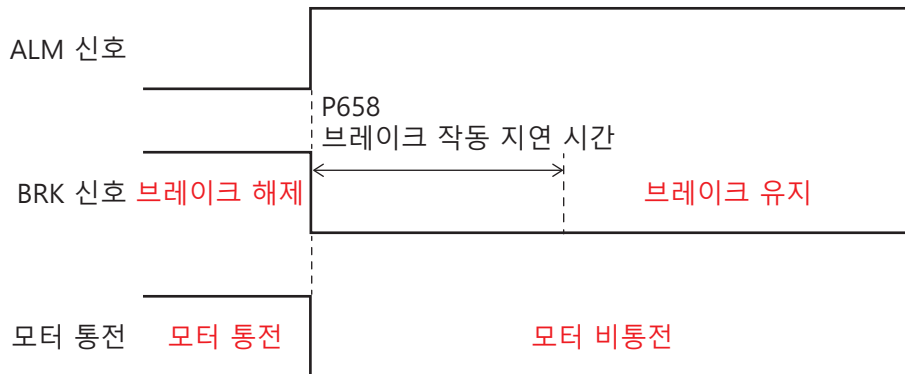 ALM 신호
P658
브레이크 작동 지연 시간
BRK 신호 브레이크 해제 브레이크 유지
모터 통전 모터 통전 모터 비통전